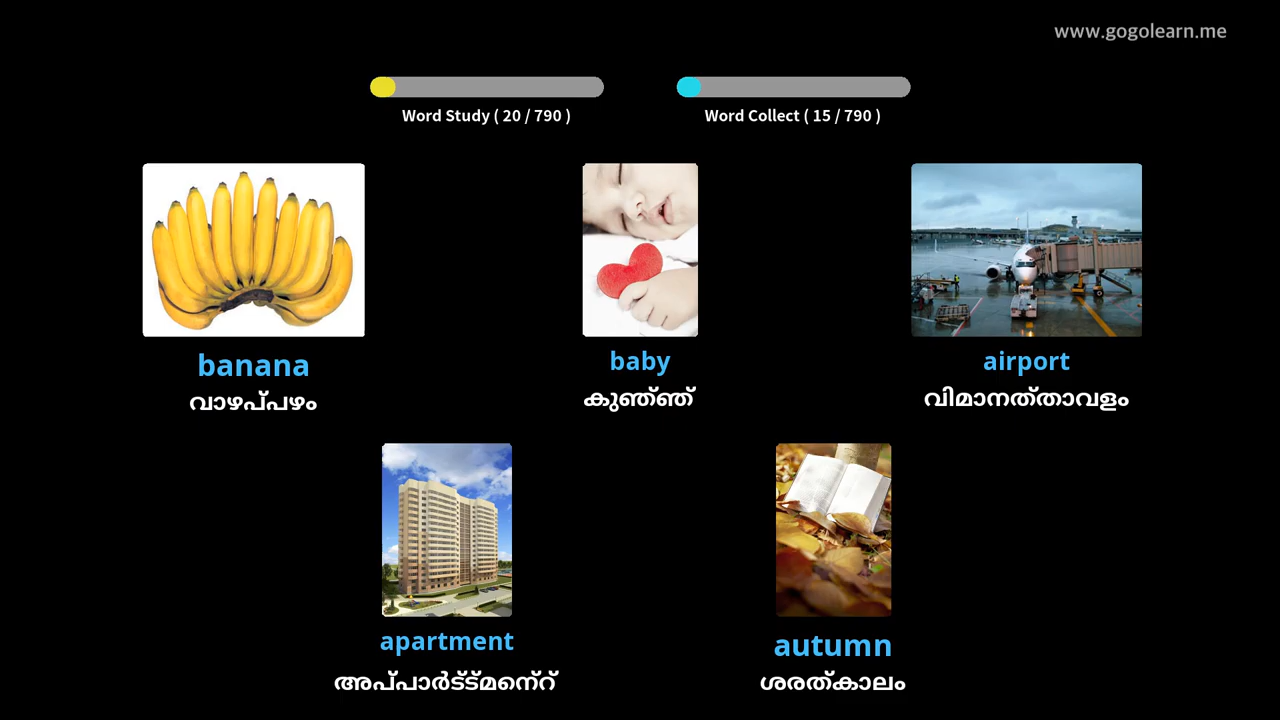 www.gogolearn.me
Word Study ( 20 / 790 )
Word Collect ( 15 / 790 )
banana
baby
airport
വാഴപ്പഴം
കുഞ്ഞ്
വിമാനത്താവളം
apartment
autumn
അപ്പാർട്ട്മെന്റ്
ശരത്കാലം